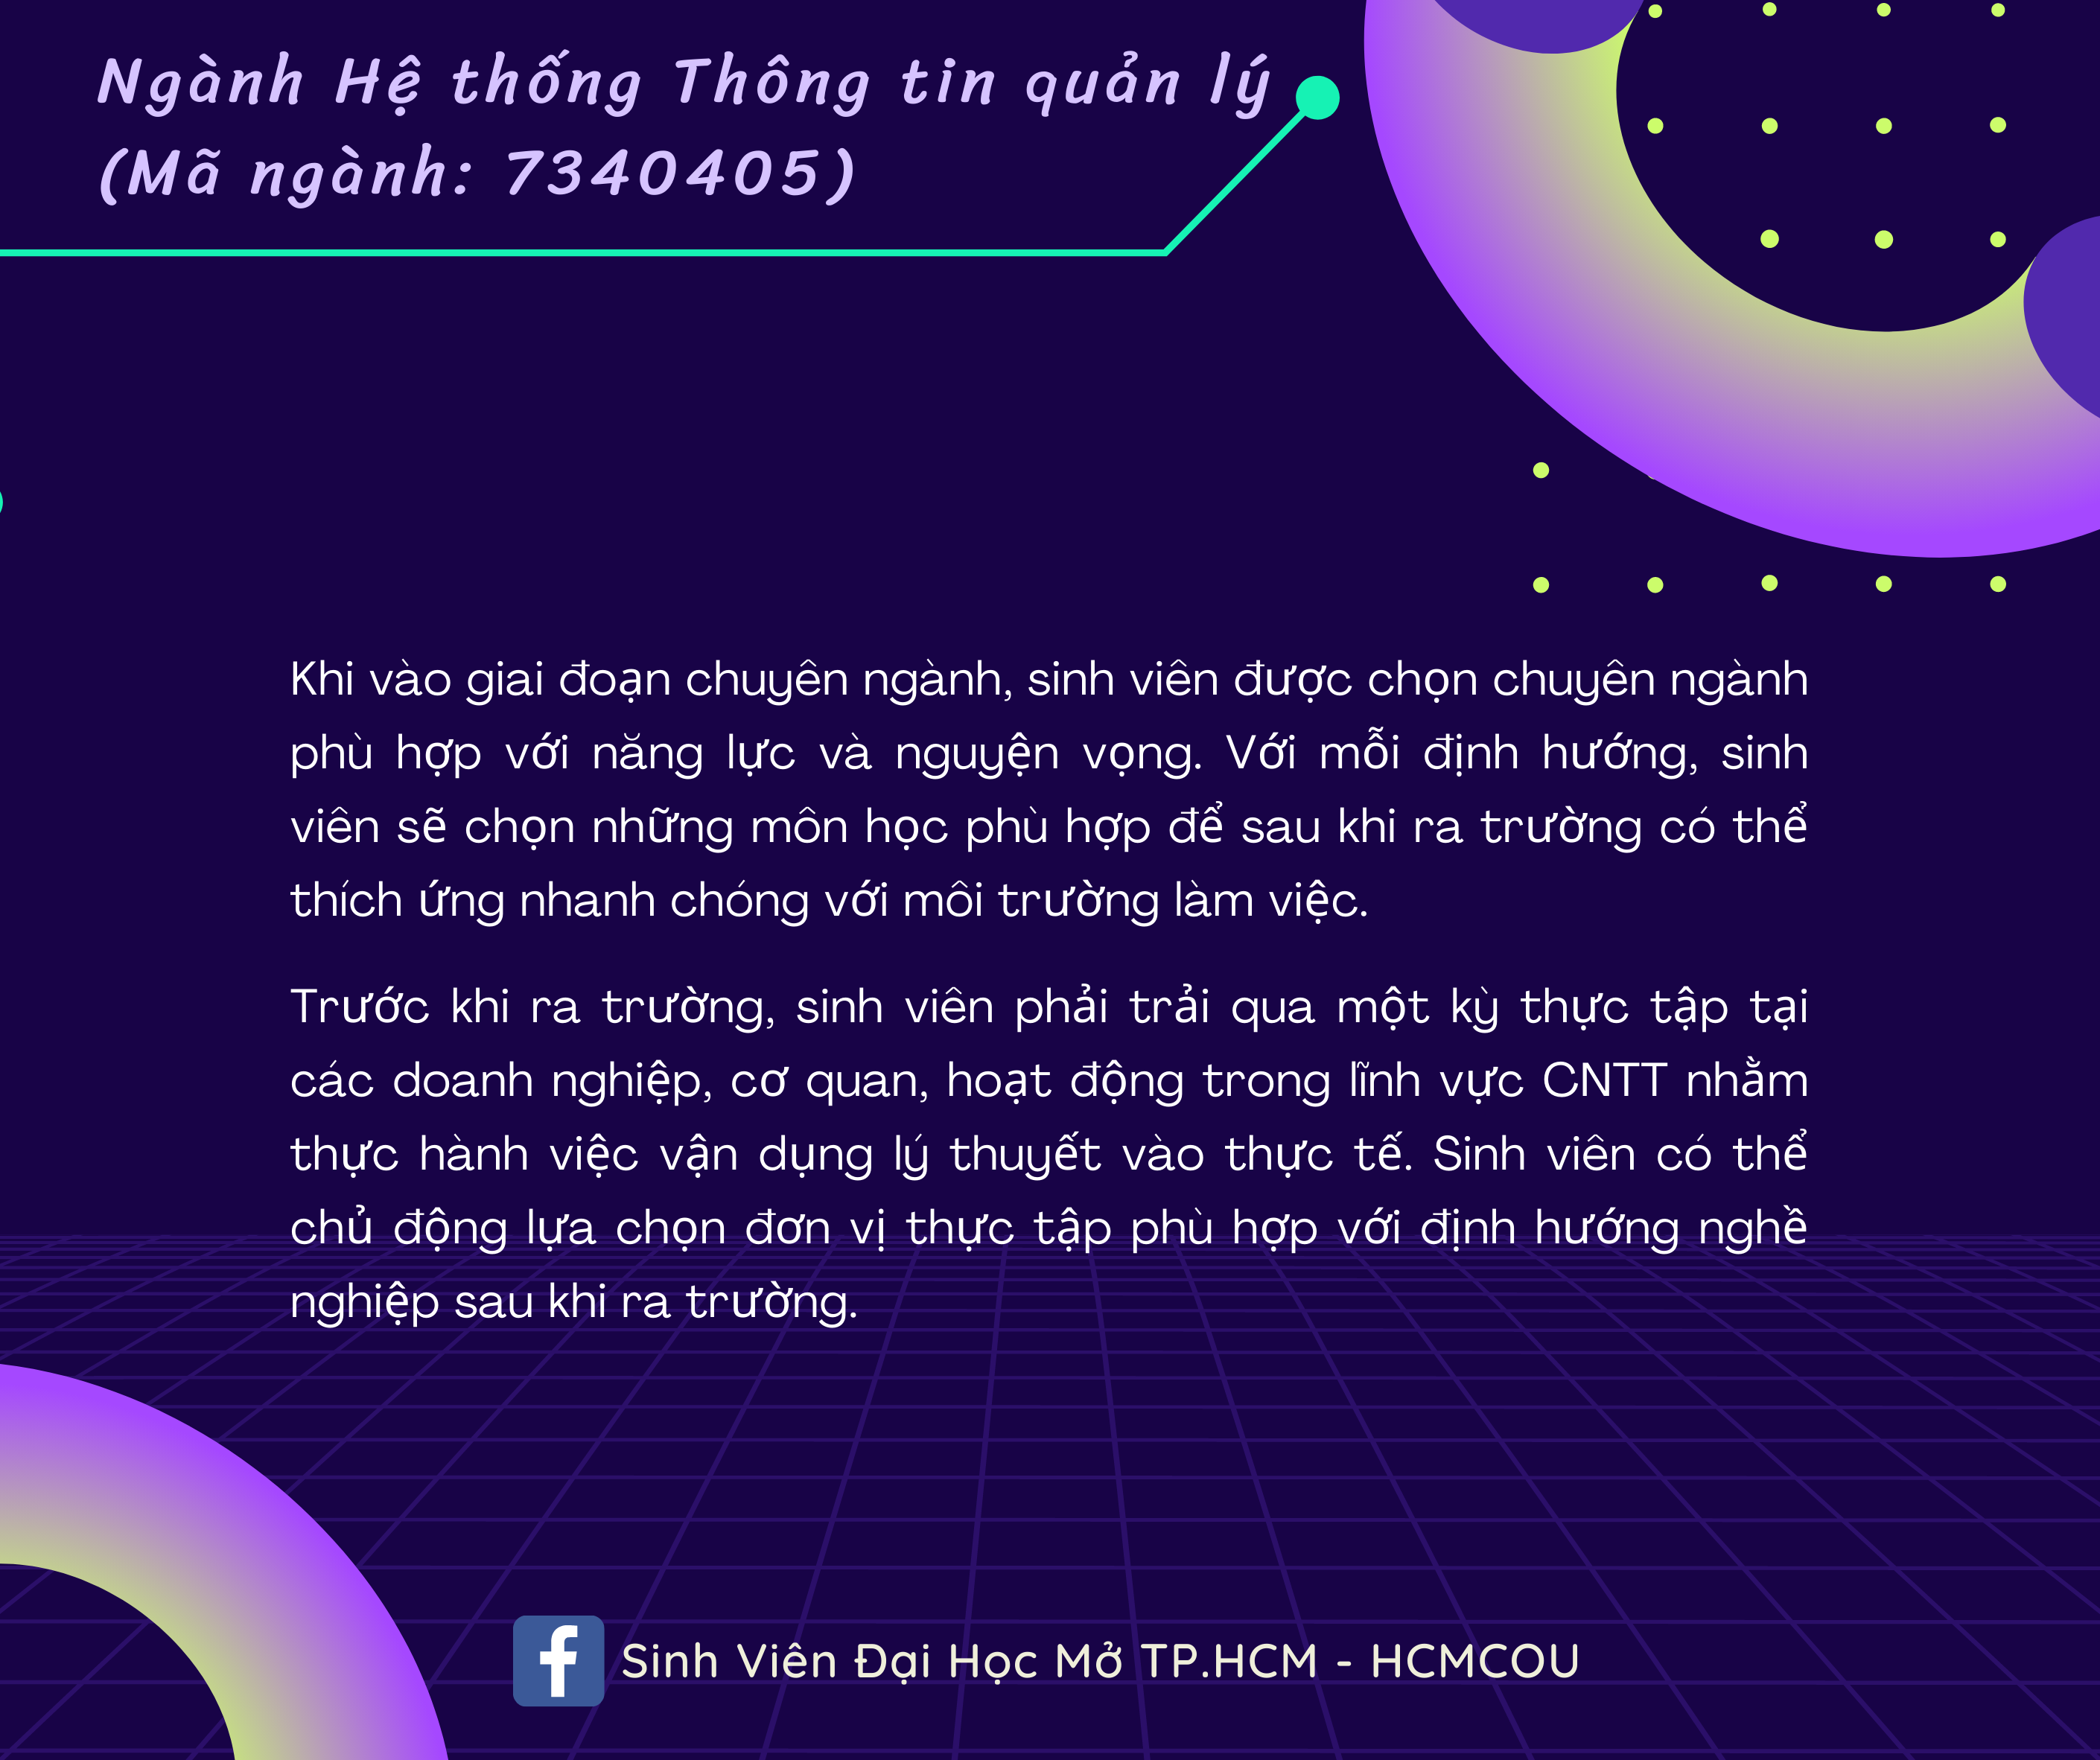 Ngành Hệ thống Thông tin quản lý
(Mã ngành: 7340405)
Khi vào giai đoạn chuyên ngành, sinh viên được chọn chuyên ngành
phù hợp với năng lực và nguyện vọng. Với mỗi định hướng, sinh
viên sẽ chọn những môn học phù hợp để sau khi ra trường có thể
thích ứng nhanh chóng với môi trường làm việc.
Trước khi ra trường, sinh viên phải trải qua một kỳ thực tập tại
các doanh nghiệp, cơ quan, hoạt động trong lĩnh vực CNTT nhằm
thực hành việc vận dụng lý thuyết vào thực tế. Sinh viên có thể
chủ động lựa chọn đơn vị thực tập phù hợp với định hướng nghề
nghiệp sau khi ra trường.
Sinh Viên Đại Học Mở TP.HCM - HCMCOU